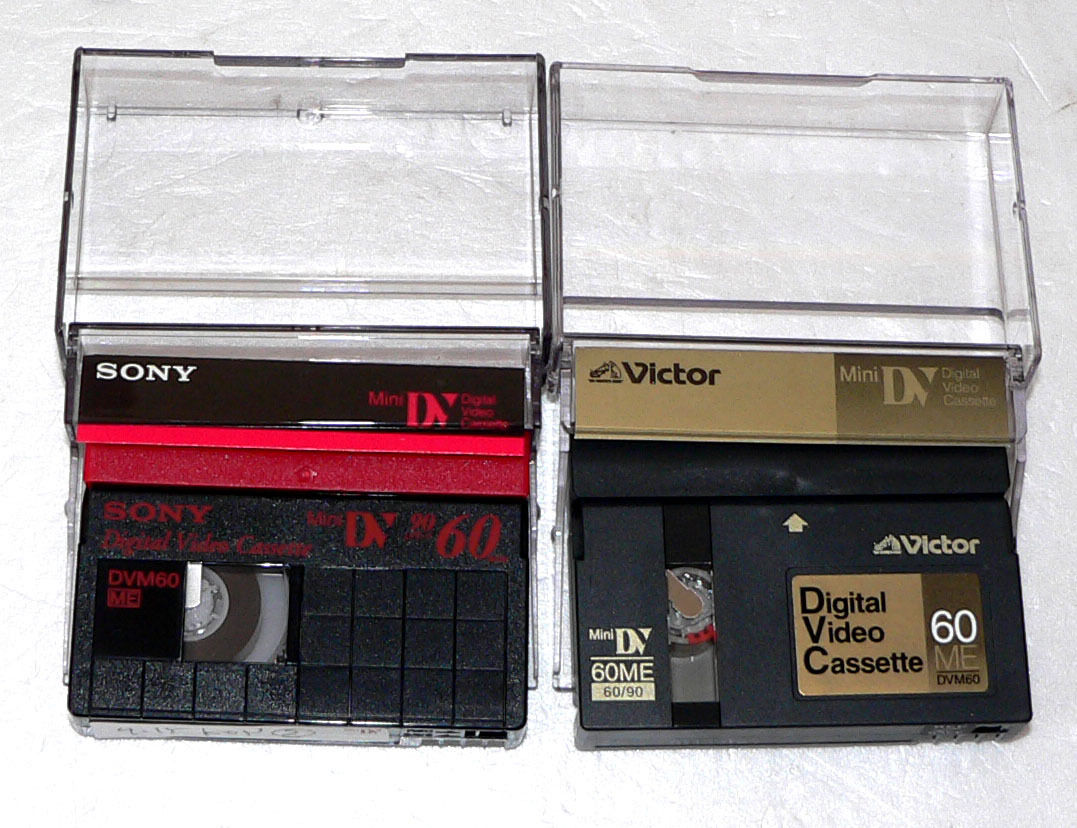 SONY
Mini DV Digital Video Cassette
SONY
Digital Video Cassette
Mini DV 90 60
DVM60
ME
Victor
Mini DV Digital Video Cassette
Victor
Mini DV
60ME
60/90
Digital
Video
Cassette
60
ME
DVM60